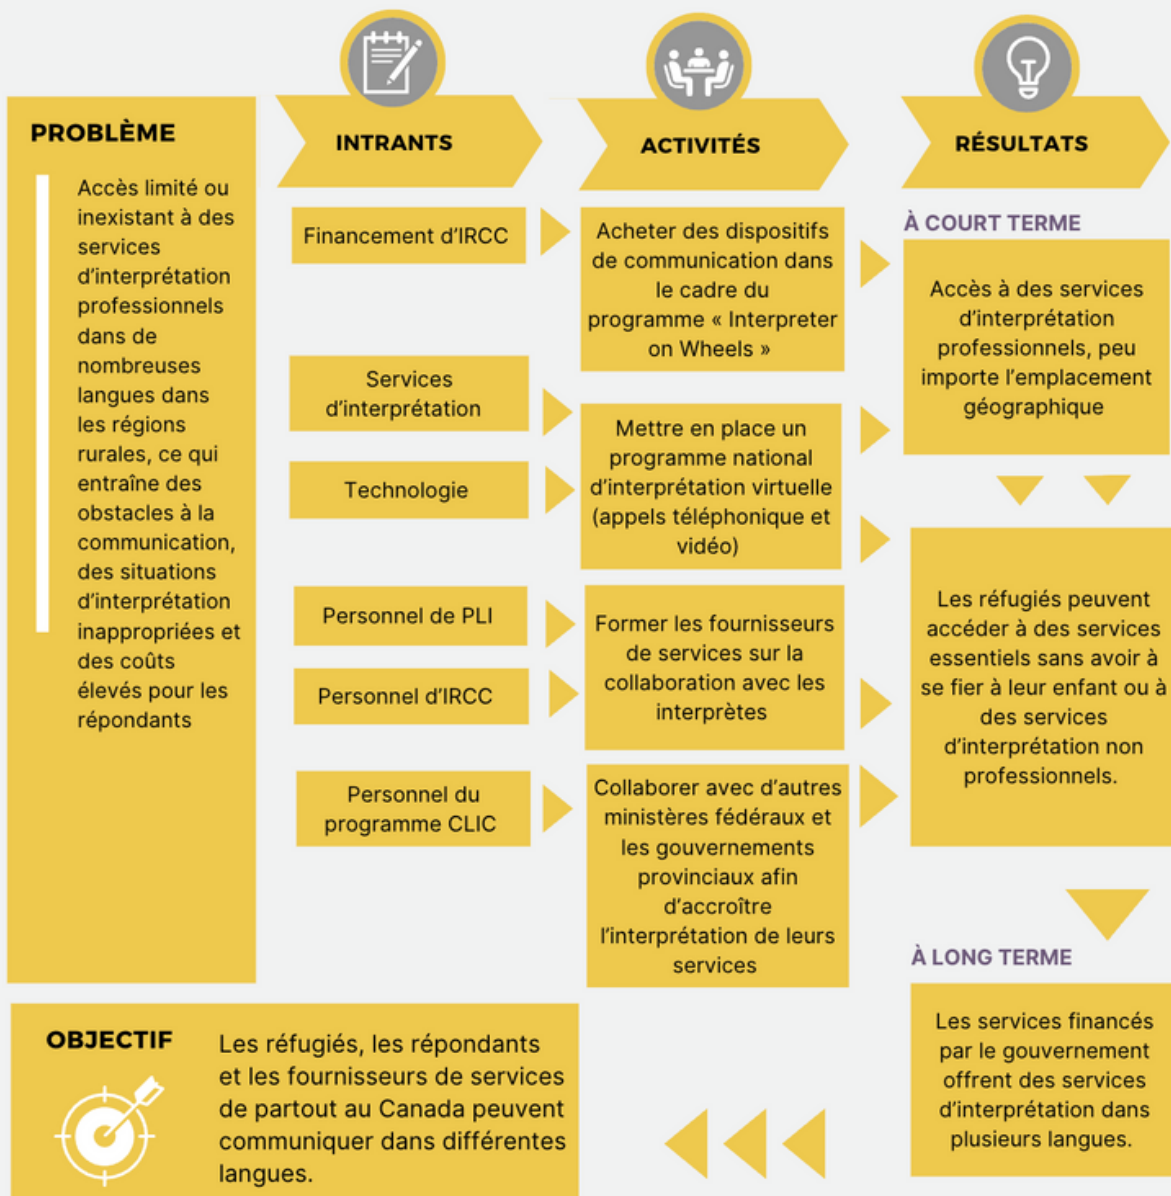 PROBLÈME
Accès limité ou
inexistant à des
services
d'interprétation
professionnels
dans de
nombreuses
langues dans
les régions
rurales, ce qui
entraîne des
obstacles à la
communication,
des situations
d'interprétation
inappropriées et
des coûts
élevés pour les
répondants
INTRANTS
Financement d'IRCC
Services
d'interprétation
Technologie
Personnel de PLI
Personnel d'IRCC
Personnel du
programme CLIC
ACTIVITÉS
Acheter des dispositifs
de communication dans
le cadre du
programme « Interpreter
on Wheels »
Mettre en place un
programme national
d'interprétation virtuelle
(appels téléphonique et
vidéo)
Former les fournisseurs
de services sur la
collaboration avec les
interprètes
Collaborer avec d'autres
ministères fédéraux et
les gouvernements
provinciaux afin
d'accroître
l'interprétation de leurs
services
RÉSULTATS
À COURT TERME
Accès à des services
d'interprétation
professionnels, peu
importe l'emplacement
géographique
Les réfugiés peuvent
accéder à des services
essentiels sans avoir à
se fier à leur enfant ou à
des services
d'interprétation non
professionnels.
À LONG TERME
Les services financés
par le gouvernement
offrent des services
d'interprétation dans
plusieurs langues.
OBJECTIF
Les réfugiés, les répondants
et les fournisseurs de services
de partout au Canada peuvent
communiquer dans différentes
langues.